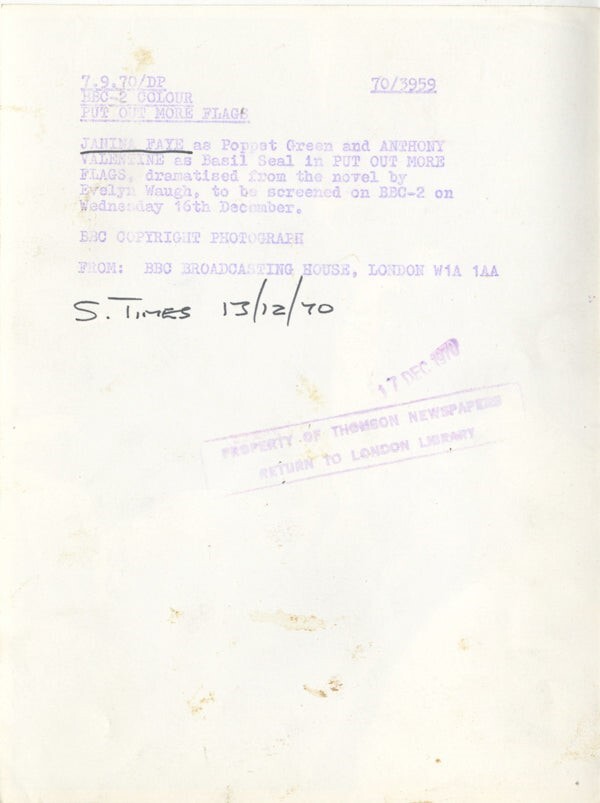 7.9.70/DP 70/3959
BBC-2 COLOUR
PUT OUT MORE FLAGS
JANINA FAYE as Poppet Green and ANTHONY
VALENTINE as Basil Seal in PUT OUT MORE
FLAGS, dramatised from the novel by
Evelyn Waugh, to be screened on BBC-2 on
Wednesday 16th December.
BBC COPYRIGHT PHOTOGRAPH
FROM: BBC BROADCASTING HOUSE, LONDON W1A 1AA
S. TIMES 13/12/70
17 DEC 1970
PROPERTY OF THOMSON NEWSPAPERS
RETURN TO LONDON LIBRARY